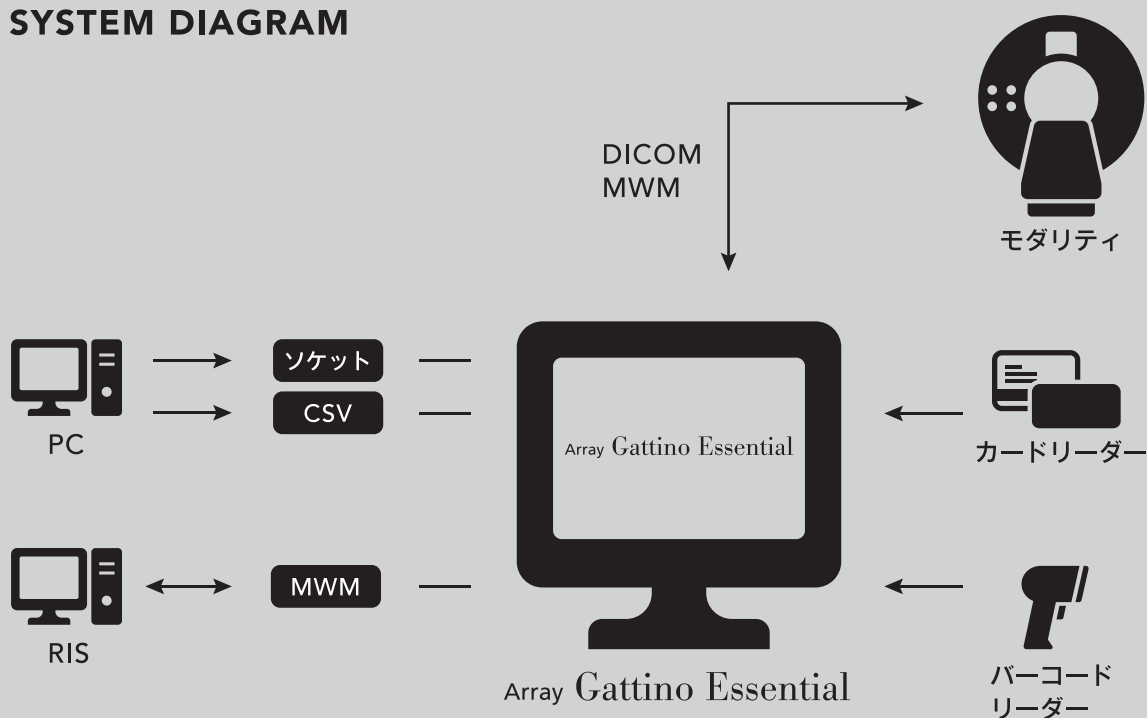 SYSTEM DIAGRAM
DICOM
MWM
モダリティ
PC
ソケット
CSV
Array Gattino Essential
カードリーダー
RIS
MWM
Array Gattino Essential
バーコード
リーダー